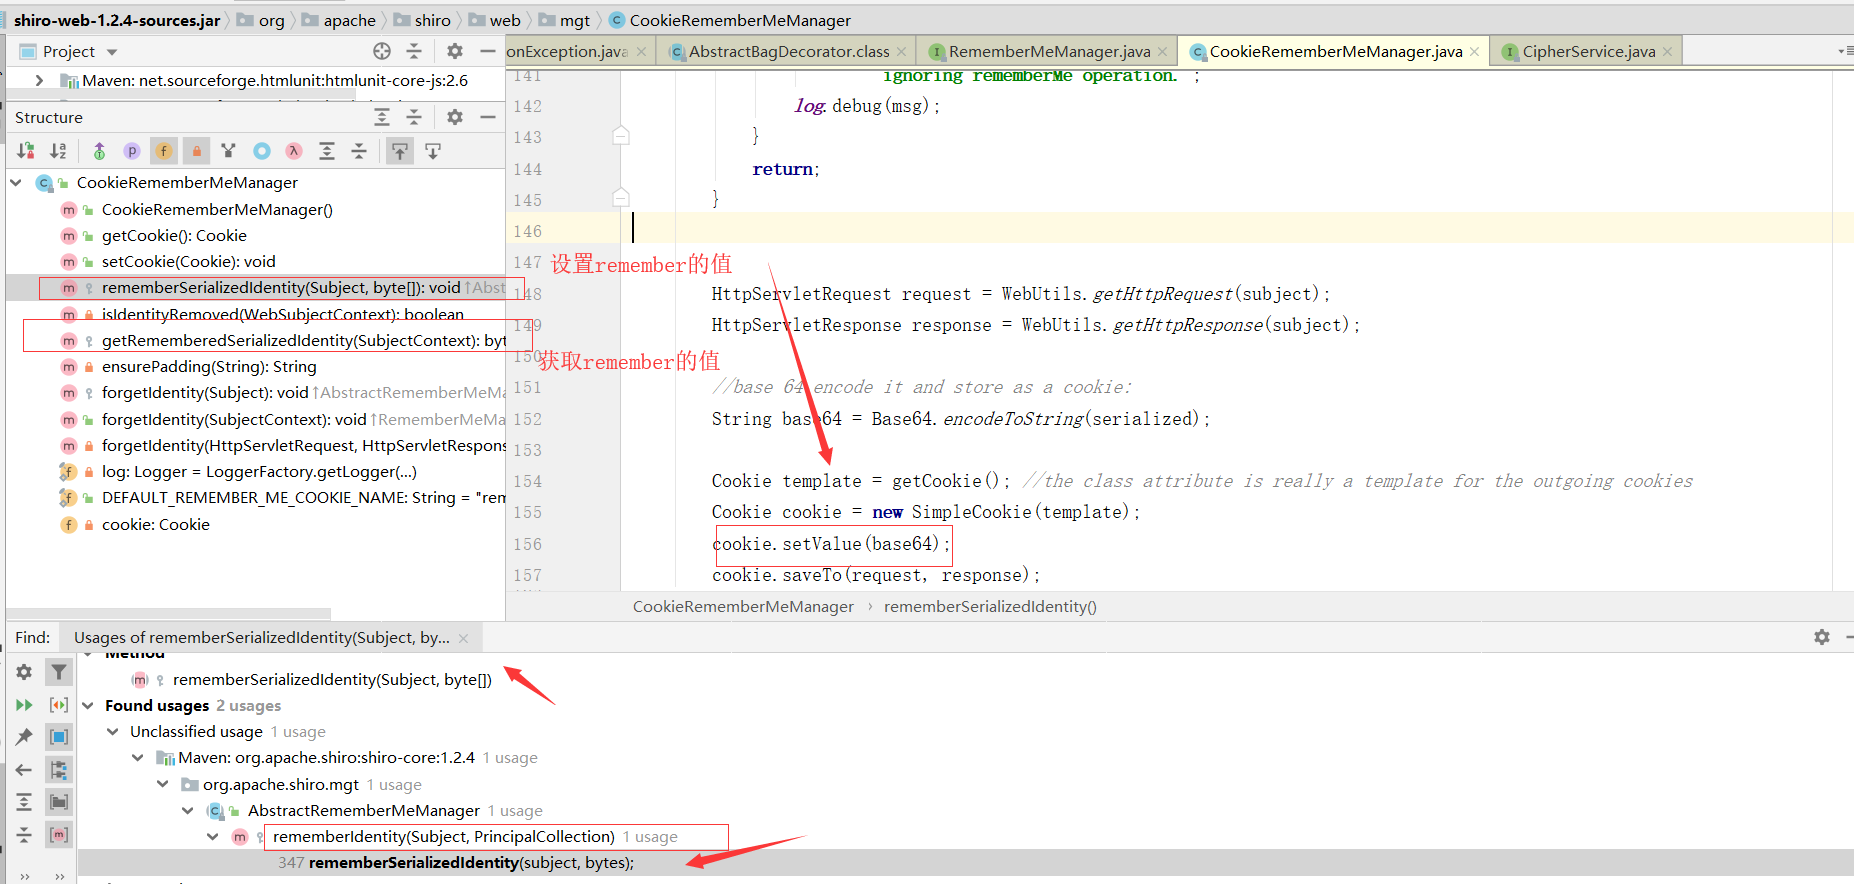 shiro-web-1.2.4-sources.jar org apache shiro web mgt CookieRememberMeManager
Project
onException.java AbstractBagDecorator.class RememberMeManager.java CookieRememberMeManager.java CipherService.java
Maven: net.sourceforge.htmlunit:htmlunit-core-js:2.6
Structure
CookieRememberMeManager
CookieRememberMeManager()
getCookie(): Cookie
setCookie(Cookie): void
rememberSerializedIdentity(Subject, byte[]): void ↑Abst
isIdentityRemoved(WebSubjectContext): boolean
getRememberedSerializedIdentity(SubjectContext): byt
ensurePadding(String): String
forgetIdentity(Subject): void ↑AbstractRememberMeMa
forgetIdentity(SubjectContext): void ↑RememberMeMa
forgetIdentity(HttpServletRequest, HttpServletRespons
log: Logger = LoggerFactory.getLogger(...)
DEFAULT_REMEMBER_ME_COOKIE_NAME: String = "rem
cookie: Cookie
141 ignoring rememberMe operation. ;
142 log.debug(msg);
143 }
144 return;
145 }
146
147 设置remember的值
148 HttpServletRequest request = WebUtils.getHttpRequest(subject);
149 HttpServletResponse response = WebUtils.getHttpResponse(subject);
150 获取remember的值
151 //base 64 encode it and store as a cookie:
152 String base64 = Base64.encodeToString(serialized);
153
154 Cookie template = getCookie(); //the class attribute is really a template for the outgoing cookies
155 Cookie cookie = new SimpleCookie(template);
156 cookie.setValue(base64);
157 cookie.saveTo(request, response);
CookieRememberMeManager › rememberSerializedIdentity()
Find: Usages of rememberSerializedIdentity(Subject, by...
Method
rememberSerializedIdentity(Subject, byte[])
Found usages 2 usages
Unclassified usage 1 usage
Maven: org.apache.shiro:shiro-core:1.2.4 1 usage
org.apache.shiro.mgt 1 usage
AbstractRememberMeManager 1 usage
rememberIdentity(Subject, PrincipalCollection) 1 usage
347 rememberSerializedIdentity(subject, bytes);